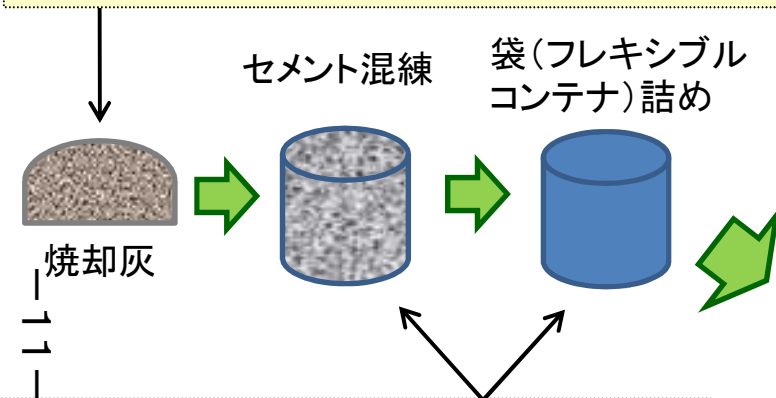 セメント混練
袋（フレキシブル
コンテナ）詰め
焼却灰
－11－